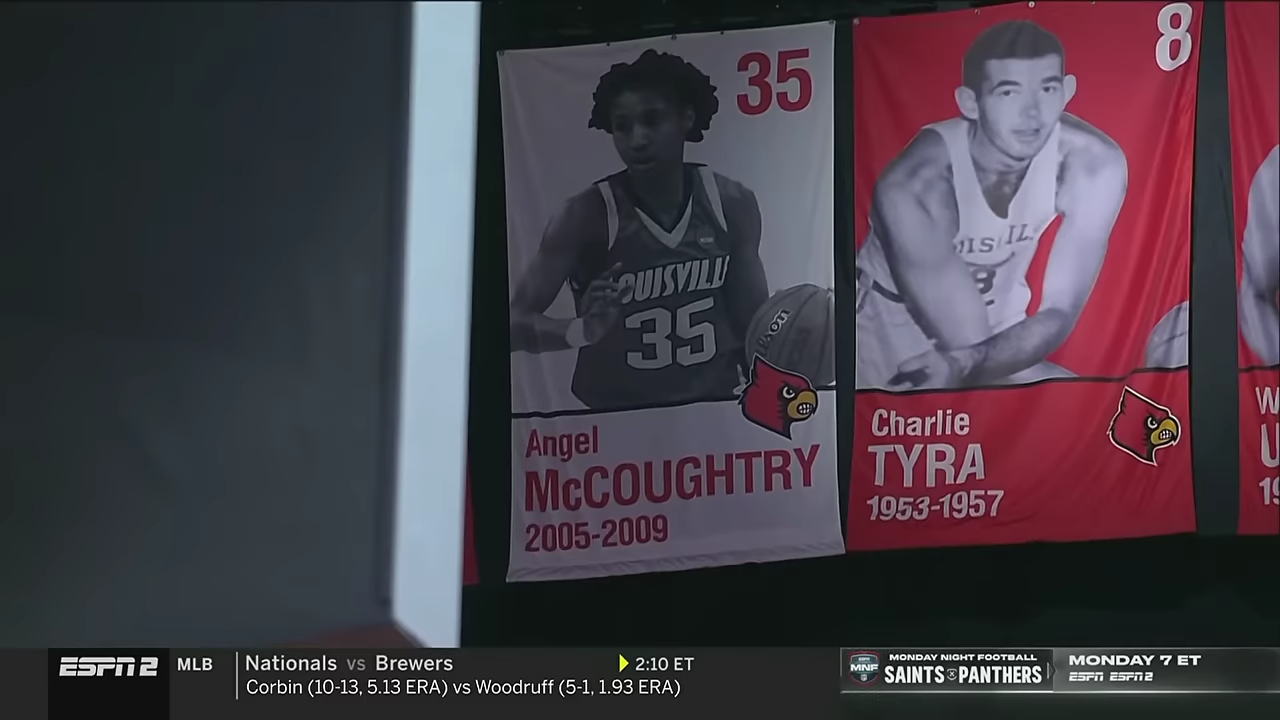 35
LOUISVILLE
35
Angel
McCOUGHTRY
2005-2009
8
8
Charlie
TYRA
1953-1957
ESPN2
MLB
Nationals vs Brewers
2:10 ET
Corbin (10-13, 5.13 ERA) vs Woodruff (5-1, 1.93 ERA)
MNF
MONDAY NIGHT FOOTBALL
SAINTS PANTHERS
MONDAY 7 ET
ESPN ESPN2